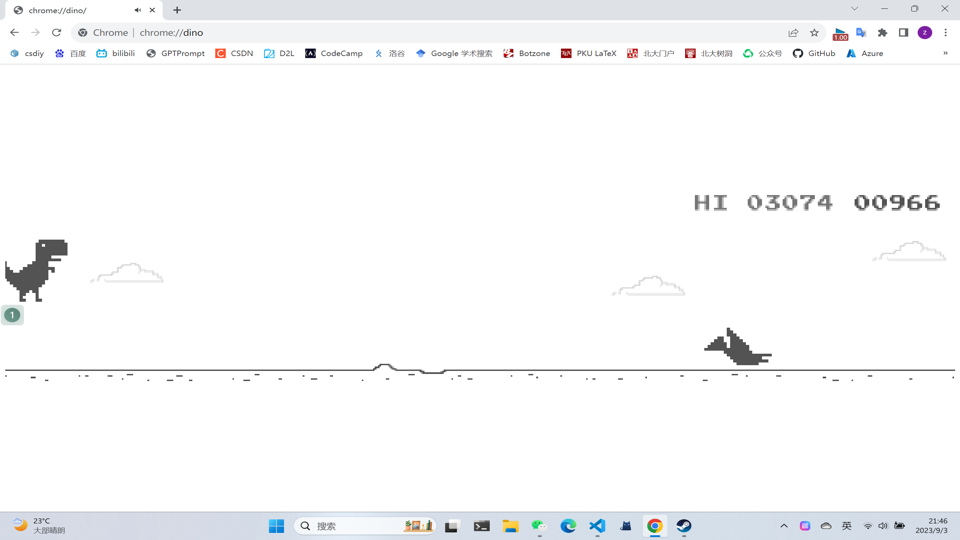 chrome://dino/
Chrome | chrome://dino
1.00
z
csdiy 百度 bilibili GPTPrompt CSDN D2L CodeCamp 洛谷 Google 学术搜索 Botzone PKU LaTeX 北大门户 北大树洞 公众号 GitHub Azure »
HI 03074 00966
1
23°C
大部晴朗
搜索
英
21:46
2023/9/3